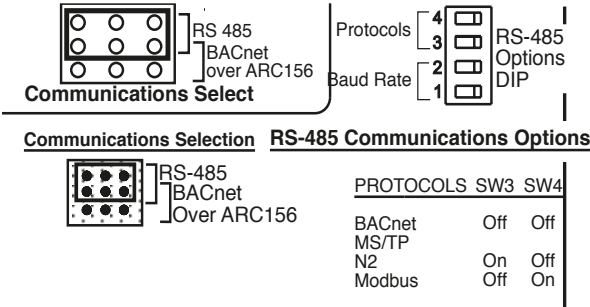 RS 485
BACnet
over ARC156
Communications Select
Protocols
4
3
2
1
Baud Rate
RS-485
Options
DIP
Communications Selection
RS-485
BACnet
Over ARC156
RS-485 Communications Options
PROTOCOLS SW3 SW4
BACnet Off Off
MS/TP
N2 On Off
Modbus Off On